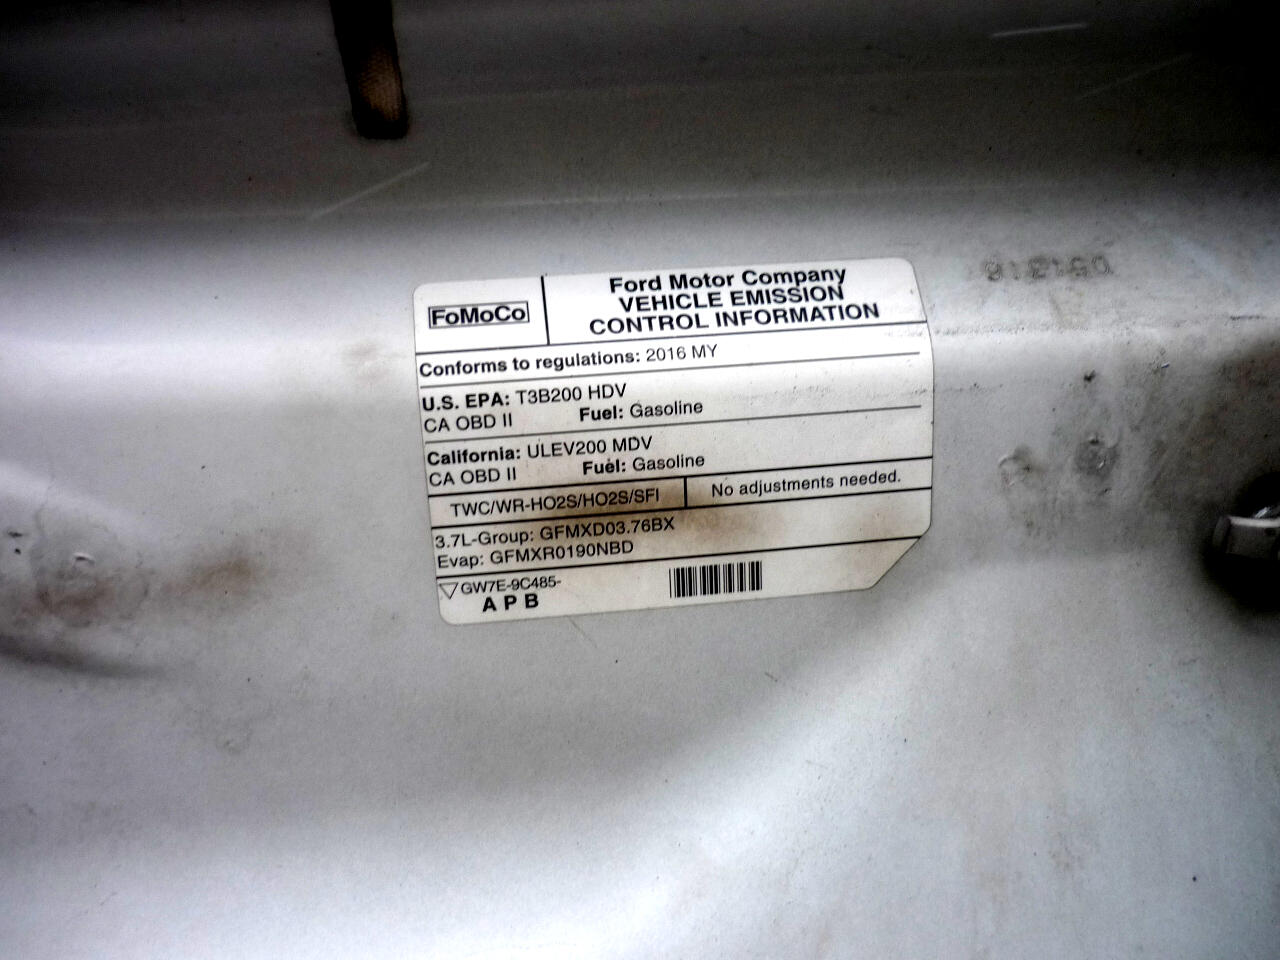 FoMoCo
Ford Motor Company
VEHICLE EMISSION
CONTROL INFORMATION
Conforms to regulations: 2016 MY
U.S. EPA: T3B200 HDV
CA OBD II Fuel: Gasoline
California: ULEV200 MDV
CA OBD II Fuel: Gasoline
TWC/WR-HO2S/HO2S/SFI No adjustments needed.
3.7L-Group: GFMXD03.76BX
Evap: GFMXR0190NBD
GW7E-9C485-
APB